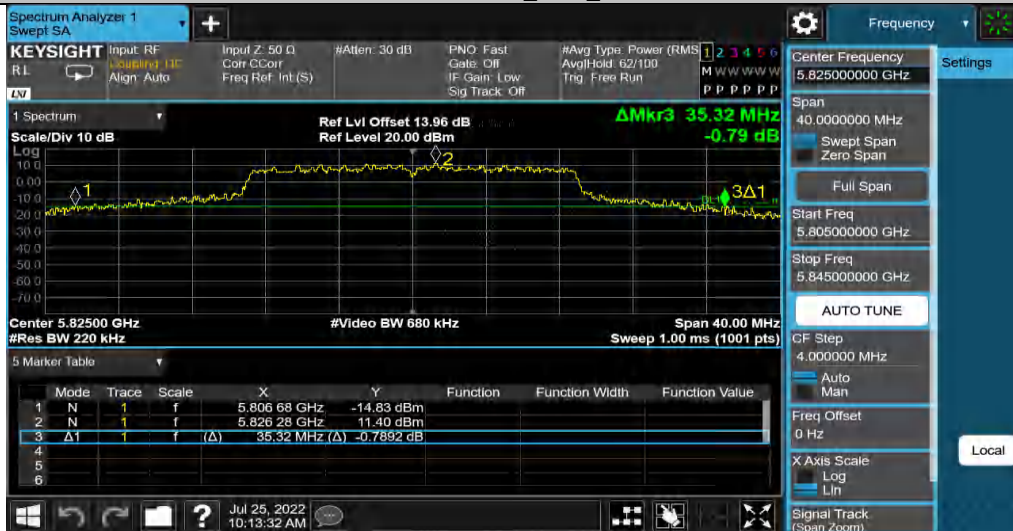 Spectrum Analyzer 1
Swept SA
+
Frequency
KEYSIGHT
RL
LXI
Input: RF
Coupling: DC
Align: Auto
Input Z: 50 Ω
Corr CCorr
Freq Ref: Int (S)
#Atten: 30 dB
PNO: Fast
Gate: Off
IF Gain: Low
Sig Track: Off
#Avg Type: Power (RMS
Avg|Hold: 62/100
Trig: Free Run
1 2 3 4 5 6
M W W W W W
P P P P P P
1 Spectrum
Scale/Div 10 dB
Ref Lvl Offset 13.96 dB
Ref Level 20.00 dBm
ΔMkr3 35.32 MHz
-0.79 dB
Log
10.0
0.00
-10.0
-20.0
-30.0
-40.0
-50.0
-60.0
-70.0
1
2
3Δ1
Center 5.82500 GHz
#Res BW 220 kHz
#Video BW 680 kHz
Span 40.00 MHz
Sweep 1.00 ms (1001 pts)
5 Marker Table
Mode Trace Scale X Y Function Function Width Function Value
1 N 1 f 5.806 68 GHz -14.83 dBm
2 N 1 f 5.826 28 GHz 11.40 dBm
3 Δ1 1 f (Δ) 35.32 MHz (Δ) -0.7892 dB
4
5
6
?
Jul 25, 2022
10:13:32 AM
Center Frequency
5.825000000 GHz
Settings
Span
40.0000000 MHz
Swept Span
Zero Span
Full Span
Start Freq
5.805000000 GHz
Stop Freq
5.845000000 GHz
AUTO TUNE
CF Step
4.000000 MHz
Auto
Man
Freq Offset
0 Hz
X Axis Scale
Log
Lin
Signal Track
(Span Zoom)
Local